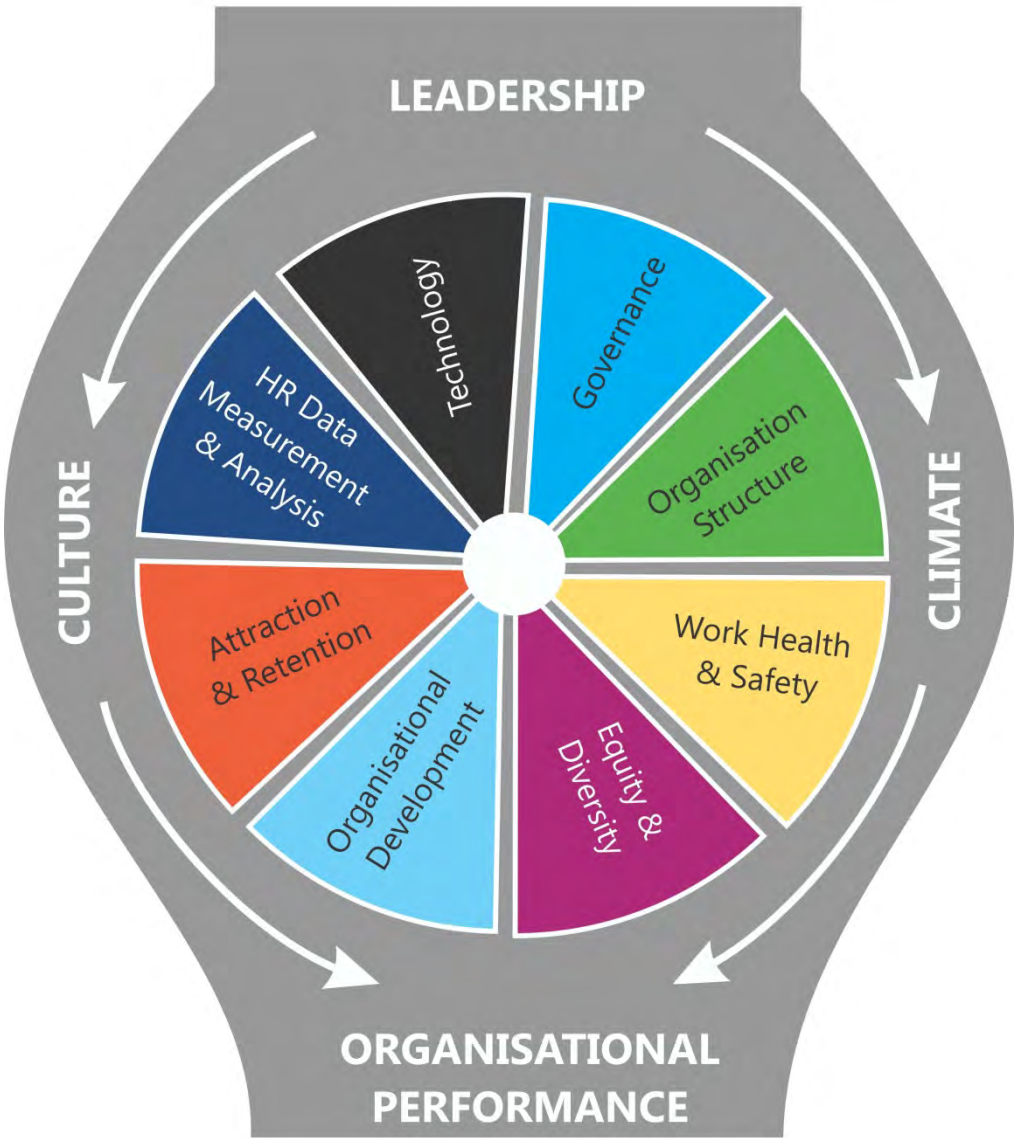 LEADERSHIP
Technology
Governance
HR Data
Measurement
& Analysis
Organisation
Structure
CULTURE
CLIMATE
Attraction
& Retention
Work Health
& Safety
Organisational
Development
Equity &
Diversity
ORGANISATIONAL
PERFORMANCE